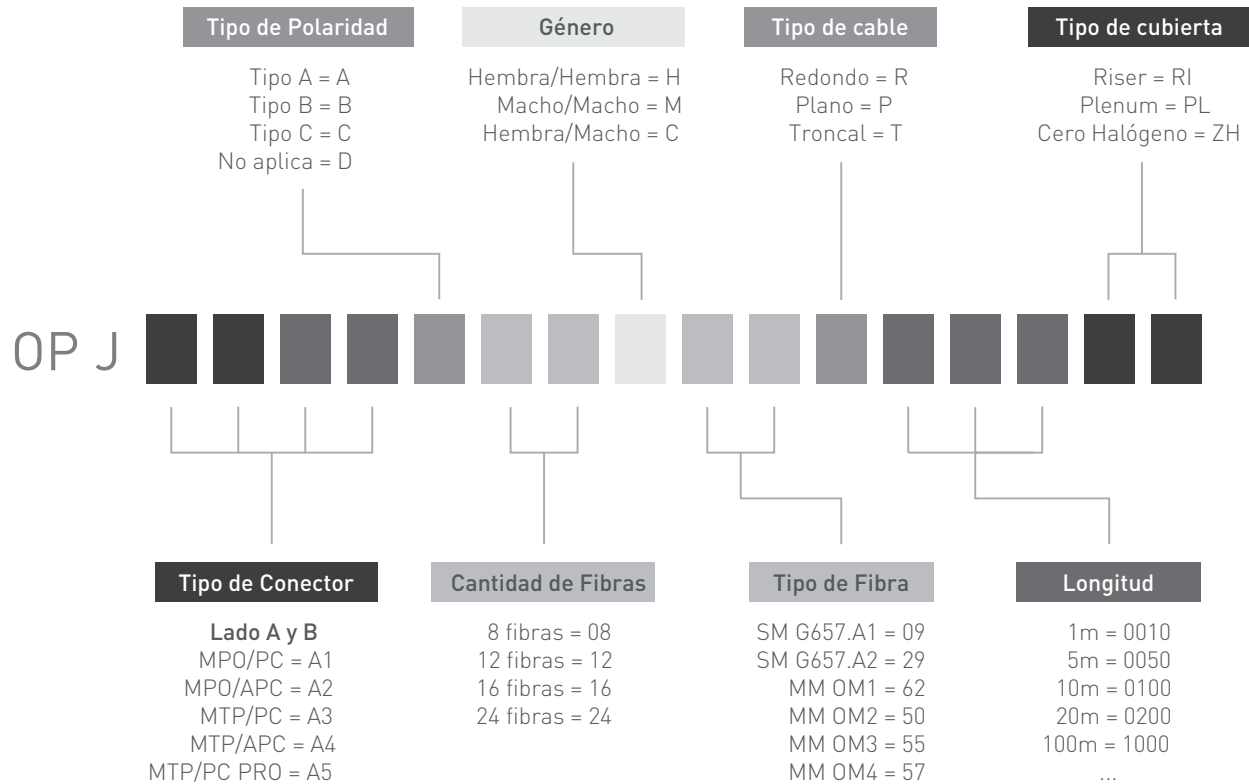 Tipo de Polaridad
Tipo A = A
Tipo B = B
Tipo C = C
No aplica = D
Género
Hembra/Hembra = H
Macho/Macho = M
Hembra/Macho = C
Tipo de cable
Redondo = R
Plano = P
Troncal = T
Tipo de cubierta
Riser = RI
Plenum = PL
Cero Halógeno = ZH
OP J
Tipo de Conector
Lado A y B
MPO/PC = A1
MPO/APC = A2
MTP/PC = A3
MTP/APC = A4
MTP/PC PRO = A5
Cantidad de Fibras
8 fibras = 08
12 fibras = 12
16 fibras = 16
24 fibras = 24
Tipo de Fibra
SM G657.A1 = 09
SM G657.A2 = 29
MM OM1 = 62
MM OM2 = 50
MM OM3 = 55
MM OM4 = 57
Longitud
1m = 0010
5m = 0050
10m = 0100
20m = 0200
100m = 1000
...